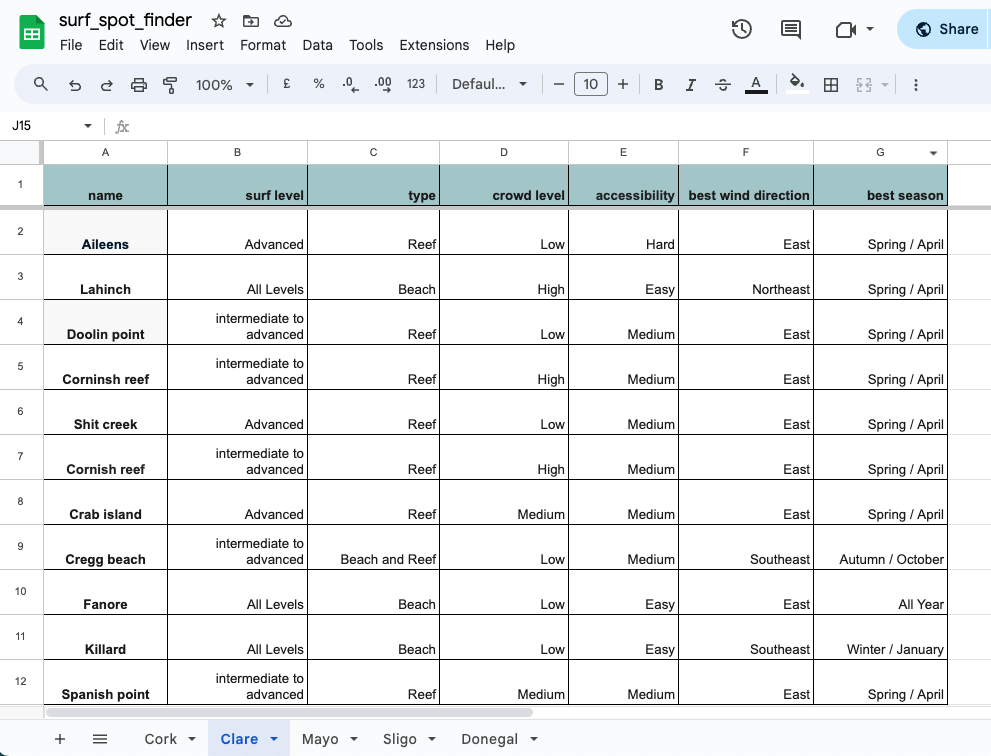 surf_spot_finder
File Edit View Insert Format Data Tools Extensions Help
Share
100% £ % .0 .00 123 Defaul... − 10 + B I A
J15 fx
A B C D E F G
1 name surf level type crowd level accessibility best wind direction best season
2 Aileens Advanced Reef Low Hard East Spring / April
3 Lahinch All Levels Beach High Easy Northeast Spring / April
4 Doolin point intermediate to advanced Reef Low Medium East Spring / April
5 Corninsh reef intermediate to advanced Reef High Medium East Spring / April
6 Shit creek Advanced Reef Low Medium East Spring / April
7 Cornish reef intermediate to advanced Reef High Medium East Spring / April
8 Crab island Advanced Reef Medium Medium East Spring / April
9 Cregg beach intermediate to advanced Beach and Reef Low Medium Southeast Autumn / October
10 Fanore All Levels Beach Low Easy East All Year
11 Killard All Levels Beach Low Easy Southeast Winter / January
12 Spanish point intermediate to advanced Reef Medium Medium East Spring / April
+ Cork Clare Mayo Sligo Donegal